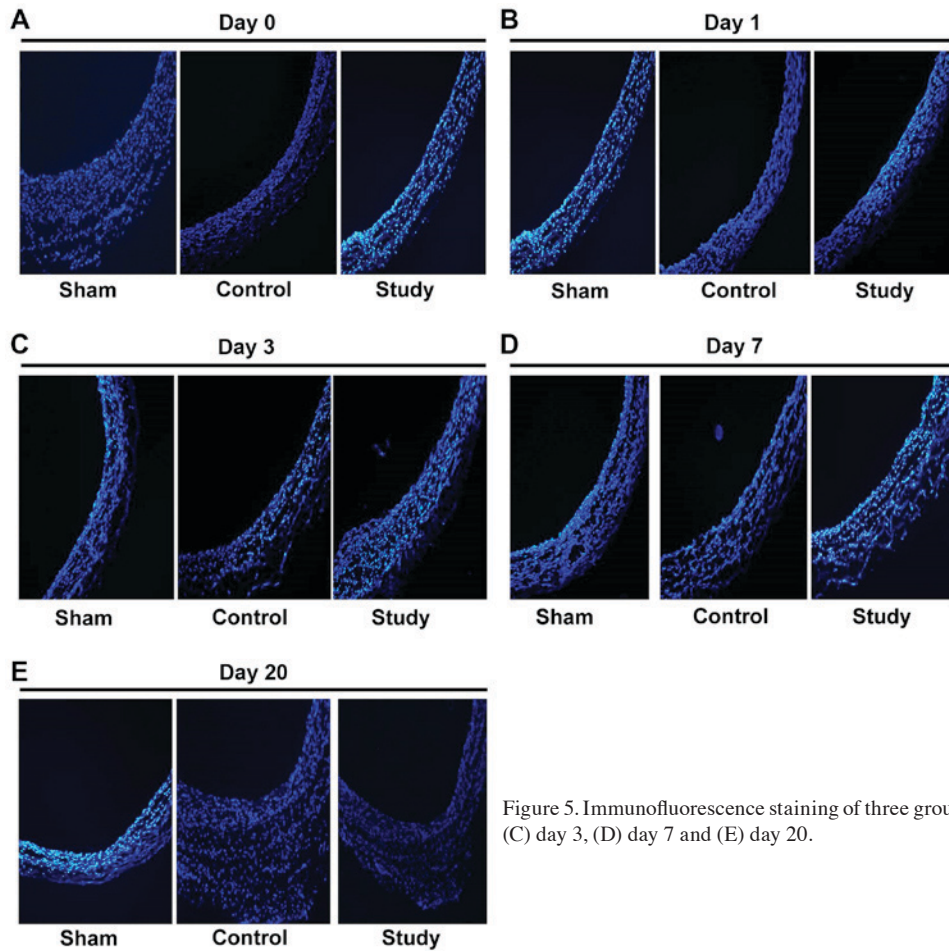 A
Day 0
Sham
Control
Study
B
Day 1
Sham
Control
Study
C
Day 3
Sham
Control
Study
D
Day 7
Sham
Control
Study
E
Day 20
Sham
Control
Study
Figure 5. Immunofluorescence staining of three
(C) day 3, (D) day 7 and (E) day 20.